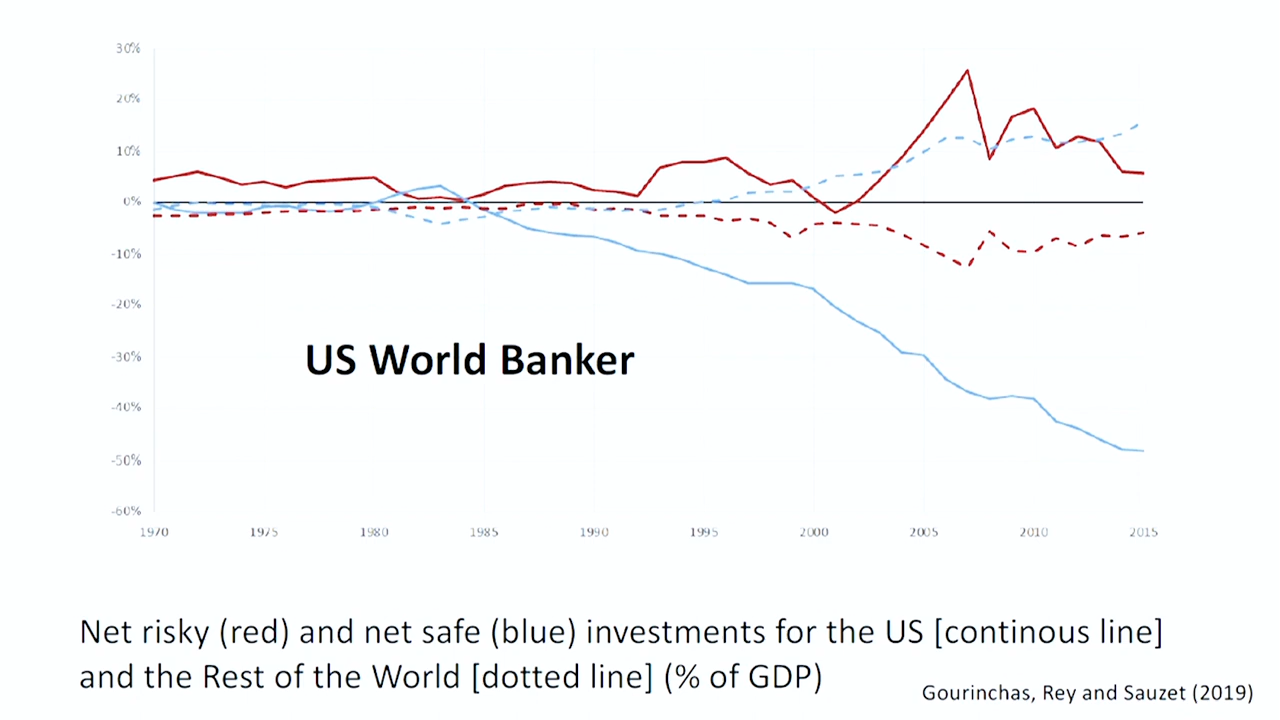 30%
20%
10%
0%
-10%
-20%
-30%
-40%
-50%
-60%
1970 1975 1980 1985 1990 1995 2000 2005 2010 2015
US World Banker
Net risky (red) and net safe (blue) investments for the US [continous line]
and the Rest of the World [dotted line] (% of GDP)
Gourinchas, Rey and Sauzet (2019)